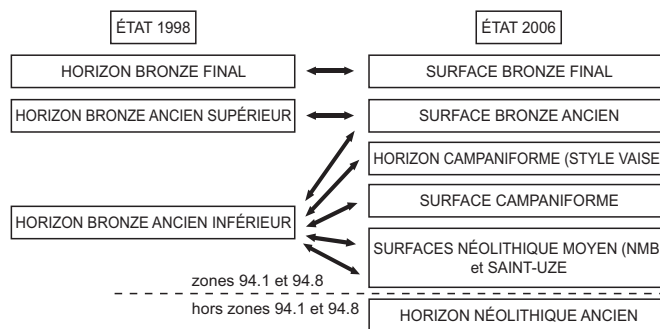 ÉTAT 1998
ÉTAT 2006
HORIZON BRONZE FINAL
SURFACE BRONZE FINAL
HORIZON BRONZE ANCIEN SUPÉRIEUR
SURFACE BRONZE ANCIEN
HORIZON CAMPANIFORME (STYLE VAISE
SURFACE CAMPANIFORME
HORIZON BRONZE ANCIEN INFÉRIEUR
SURFACES NÉOLITHIQUE MOYEN (NMB
et SAINT-UZE
zones 94.1 et 94.8
hors zones 94.1 et 94.8
HORIZON NÉOLITHIQUE ANCIEN